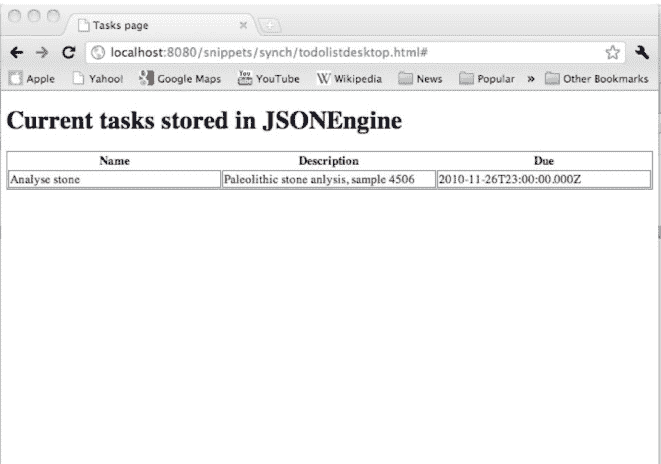 Tasks page
localhost:8080/snippets/synch/todolistdesktop.html#
Apple Yahoo! Google Maps You Tube YouTube W Wikipedia News Popular » Other Bookmarks
Current tasks stored in JSONEngine
Name Description Due
Analyse stone Paleolithic stone anlysis, sample 4506 2010-11-26T23:00:00.000Z